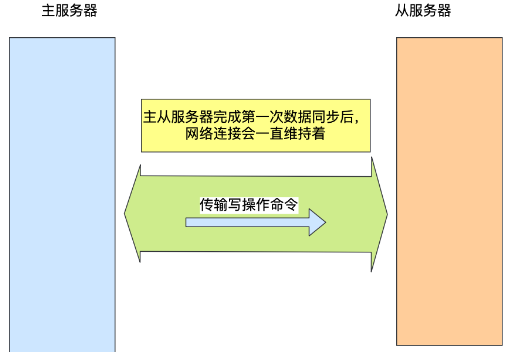 主服务器
从服务器
主从服务器完成第一次数据同步后，
网络连接会一直维持着
传输写操作命令